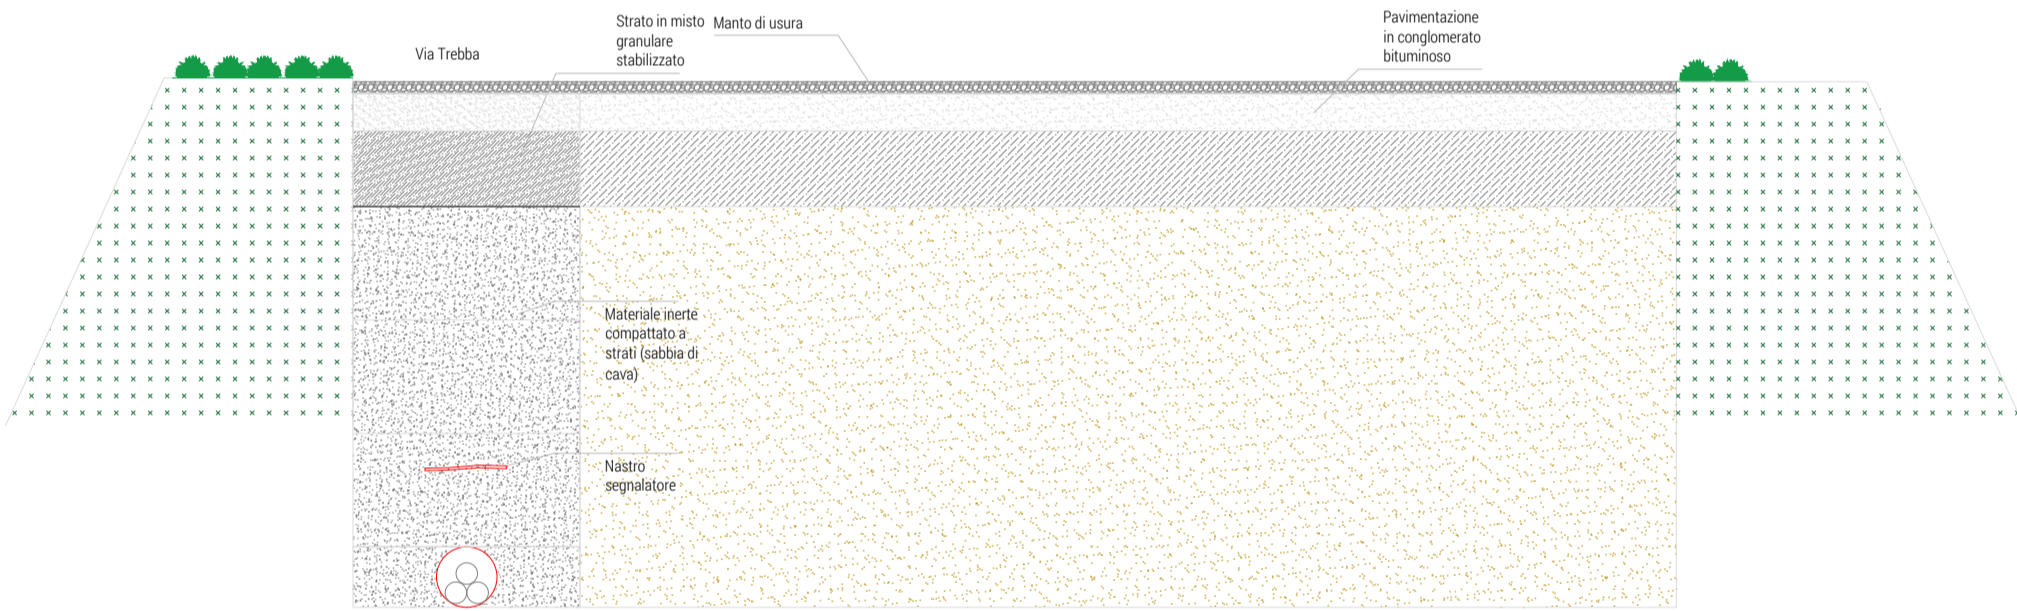 Via Trebba
Strato in misto
granulare
stabilizzato
Manto di usura
Pavimentazione
in conglomerato
bituminoso
Materiale inerte
compattato a
strati (sabbia di
cava)
Nastro
segnalatore